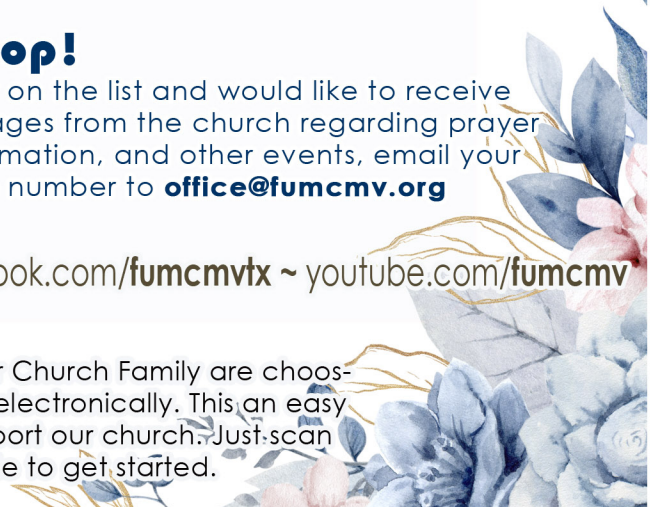 op!
on the list and would like to receive
ages from the church regarding prayer
mation, and other events, email your
number to office@fumcmv.org
ook.com/fumcmvtx ~ youtube.com/fumcmv
r Church Family are choos-
electronically. This an easy
port our church. Just scan
e to get started.